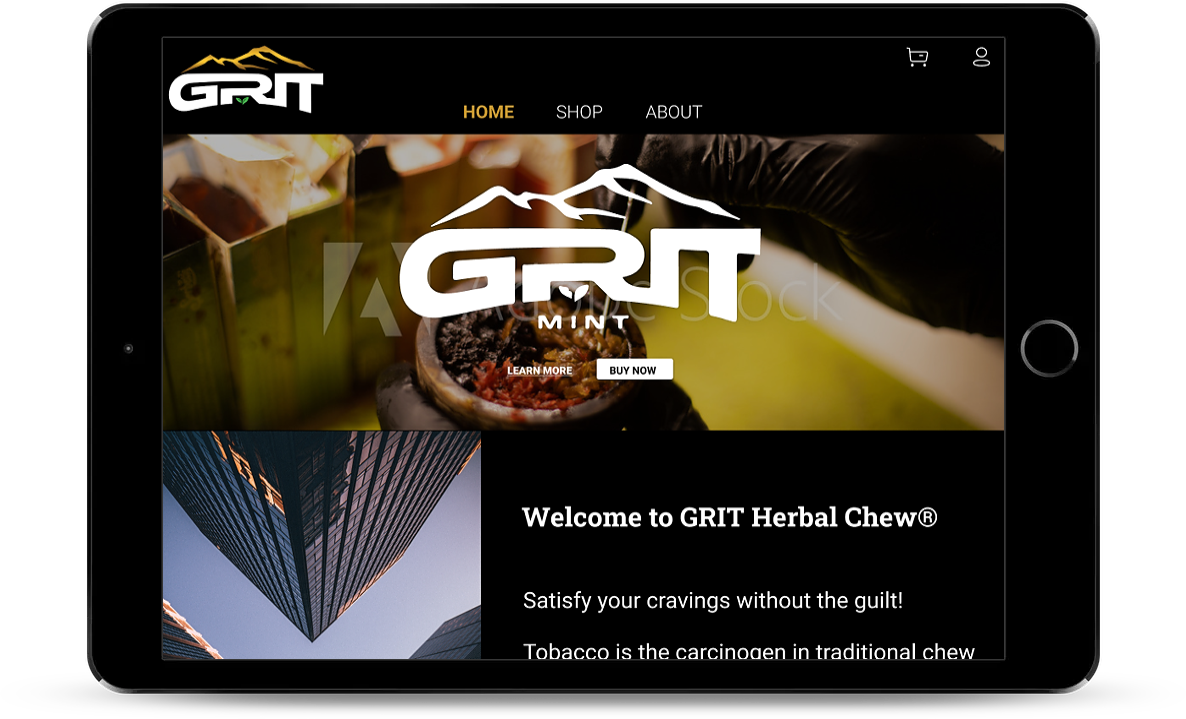 GRIT
HOME SHOP ABOUT
GRIT
Adobe Stock
MINT
LEARN MORE BUY NOW
Welcome to GRIT Herbal Chew®
Satisfy your cravings without the guilt!
Tobacco is the carcinogen in traditional chew